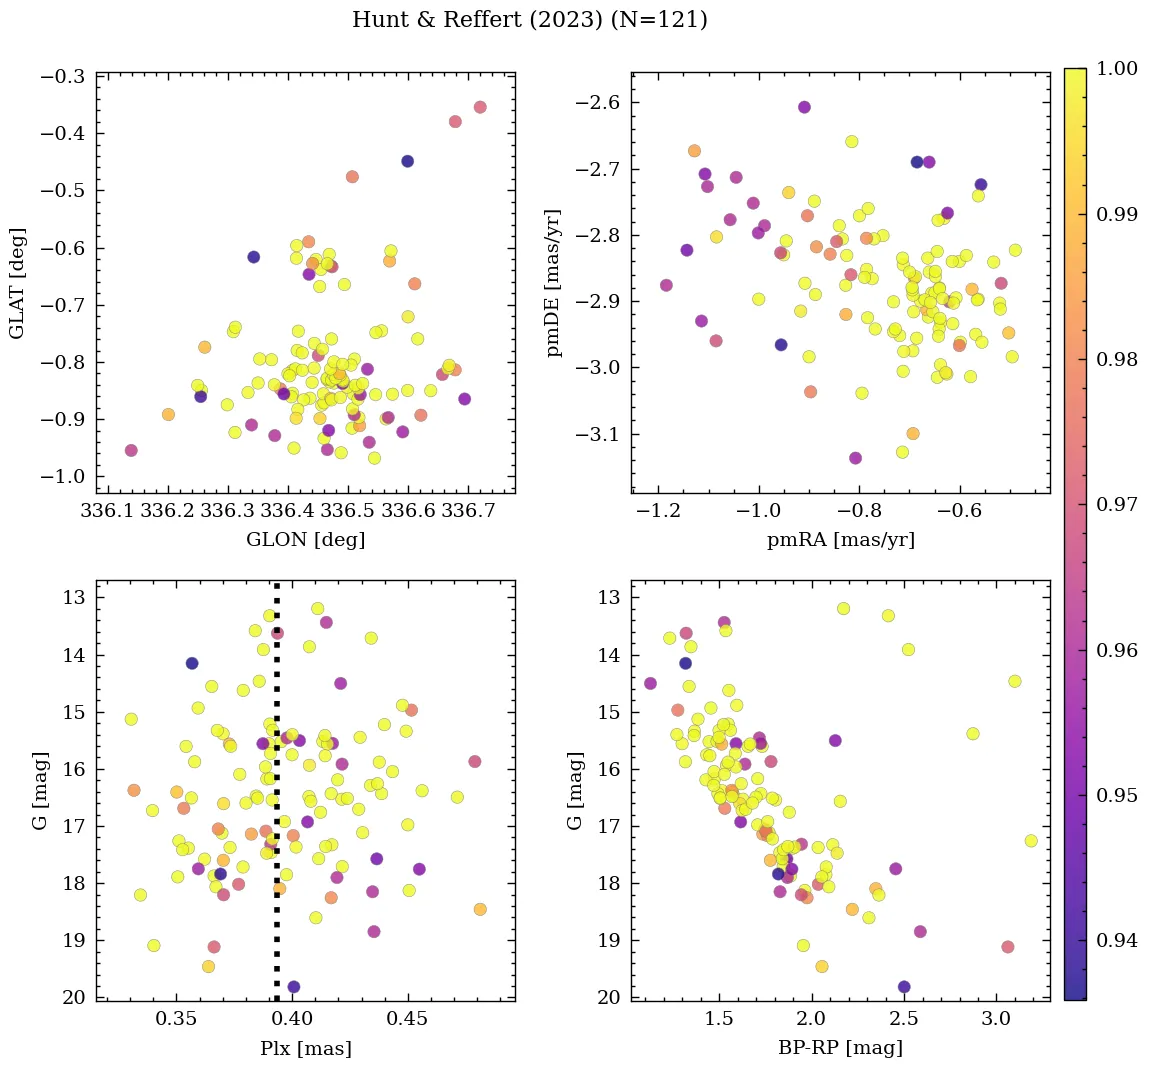 Hunt & Reffert (2023) (N=121)
−0.3
−0.4
−0.5
−0.6
−0.7
−0.8
−0.9
−1.0
GLAT [deg]
336.1 336.2 336.3 336.4 336.5 336.6 336.7
GLON [deg]
−2.6
−2.7
−2.8
−2.9
−3.0
−3.1
pmDE [mas/yr]
−1.2 −1.0 −0.8 −0.6
pmRA [mas/yr]
13
14
15
16
17
18
19
20
G [mag]
0.35 0.40 0.45
Plx [mas]
13
14
15
16
17
18
19
20
G [mag]
1.5 2.0 2.5 3.0
BP-RP [mag]
1.00
0.99
0.98
0.97
0.96
0.95
0.94